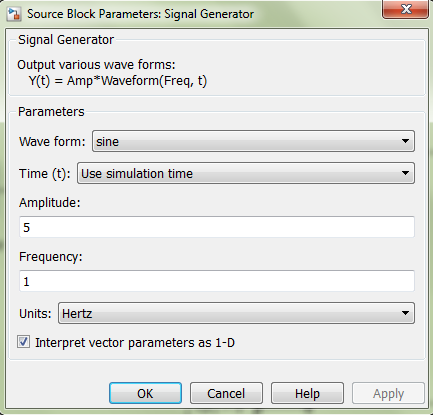 Source Block Parameters: Signal Generator
Signal Generator
Output various wave forms:
Y(t) = Amp*Waveform(Freq, t)
Parameters
Wave form: sine
Time (t): Use simulation time
Amplitude:
5
Frequency:
1
Units: Hertz
Interpret vector parameters as 1-D
OK Cancel Help Apply